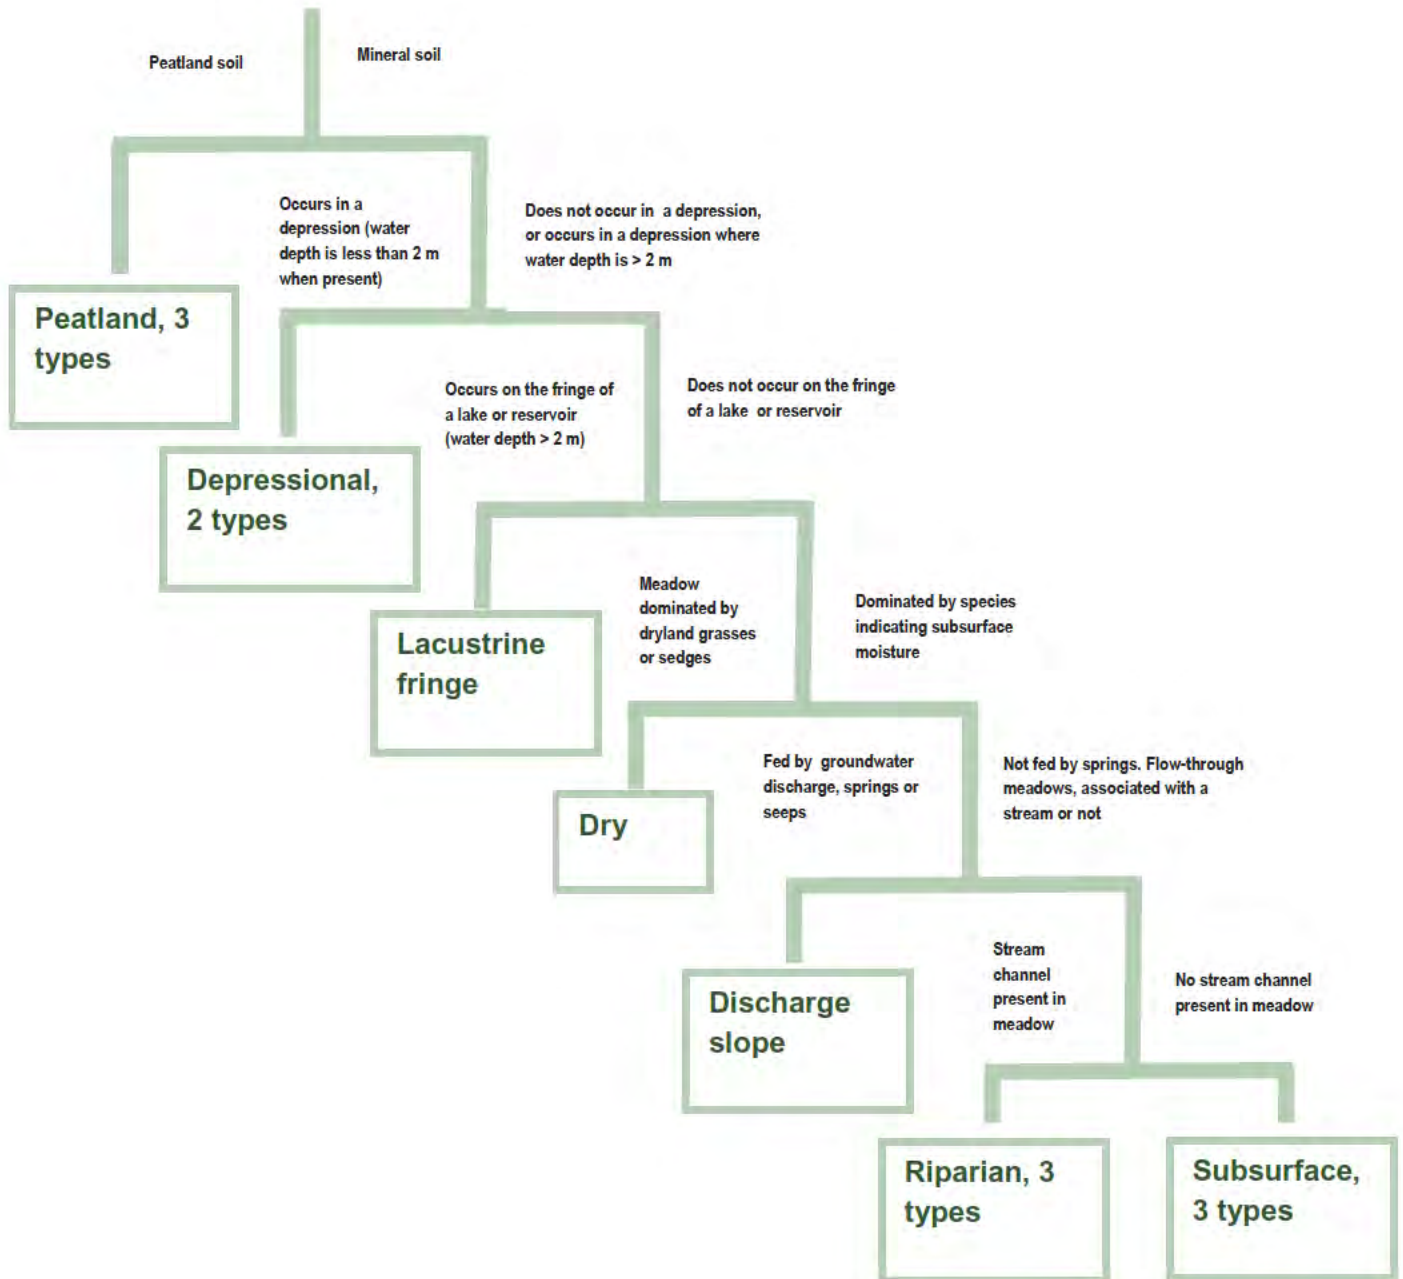 Peatland soil
Mineral soil
Occurs in a
depression (water
depth is less than 2 m
when present)
Does not occur in a depression,
or occurs in a depression where
water depth is > 2 m
Peatland, 3
types
Occurs on the fringe of
a lake or reservoir
(water depth > 2 m)
Does not occur on the fringe
of a lake or reservoir
Depressional,
2 types
Meadow
dominated by
dryland grasses
or sedges
Dominated by species
indicating subsurface
moisture
Lacustrine
fringe
Fed by groundwater
discharge, springs or
seeps
Not fed by springs. Flow-through
meadows, associated with a
stream or not
Dry
Stream
channel
present in
meadow
No stream channel
present in meadow
Discharge
slope
Riparian, 3
types
Subsurface,
3 types